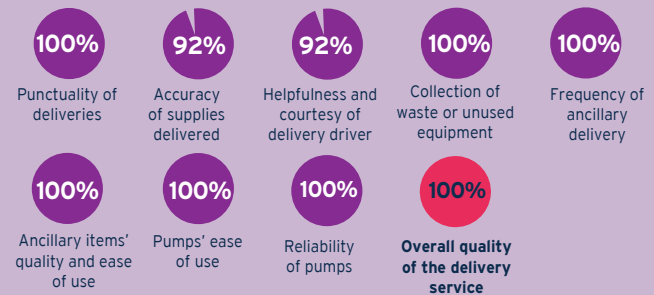 100%
92%
92%
100%
100%
Punctuality of
deliveries
Accuracy
of supplies
delivered
Helpfulness and
courtesy of
delivery driver
Collection of
waste or unused
equipment
Frequency of
ancillary
delivery
100%
100%
100%
100%
Ancillary items'
quality and ease
of use
Pumps' ease
of use
Reliability
of pumps
Overall quality
of the delivery
service